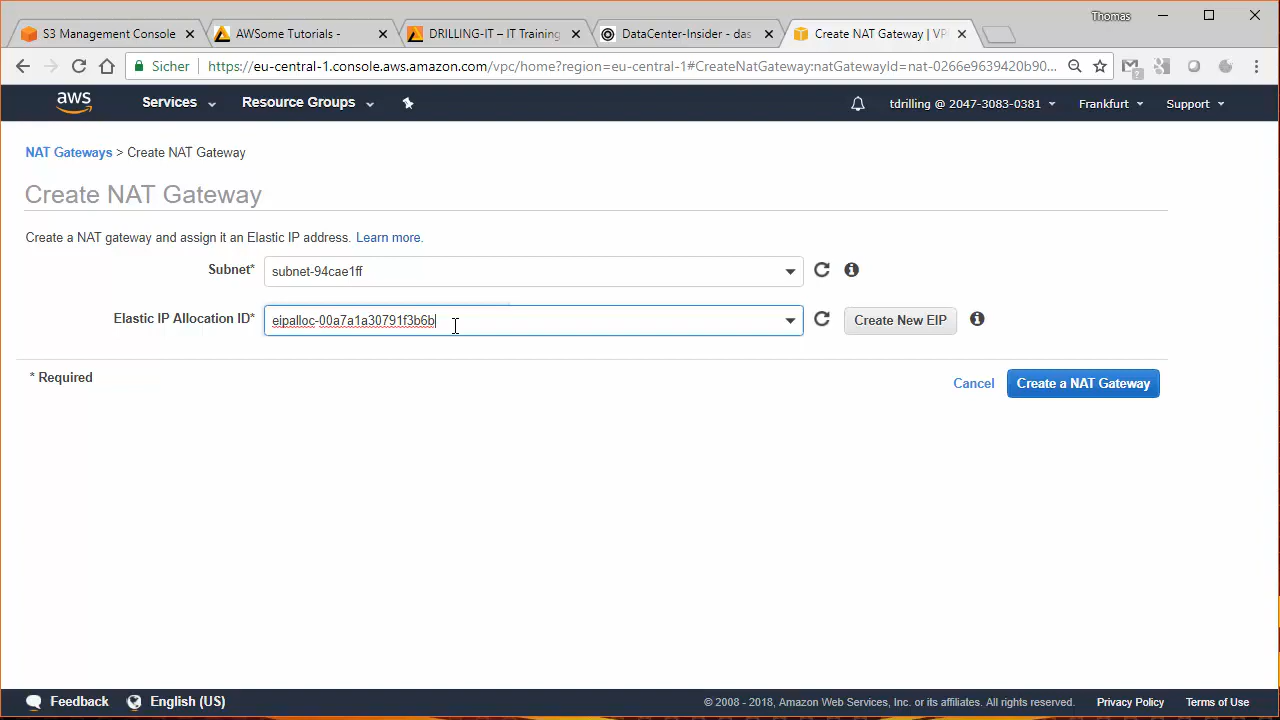 Thomas
S3 Management Console
AWSome Tutorials -
DRILLING-IT – IT Training
DataCenter-Insider - das
Create NAT Gateway | VP
Sicher https://eu-central-1.console.aws.amazon.com/vpc/home?region=eu-central-1#CreateNatGateway:natGatewayId=nat-0266e9639420b90...
aws Services Resource Groups tdrilling @ 2047-3083-0381 Frankfurt Support
NAT Gateways > Create NAT Gateway
Create NAT Gateway
Create a NAT gateway and assign it an Elastic IP address. Learn more.
Subnet* subnet-94cae1ff
Elastic IP Allocation ID* eipalloc-00a7a1a30791f3b6b Create New EIP
* Required
Cancel Create a NAT Gateway
Feedback English (US) © 2008 - 2018, Amazon Web Services, Inc. or its affiliates. All rights reserved. Privacy Policy Terms of Use